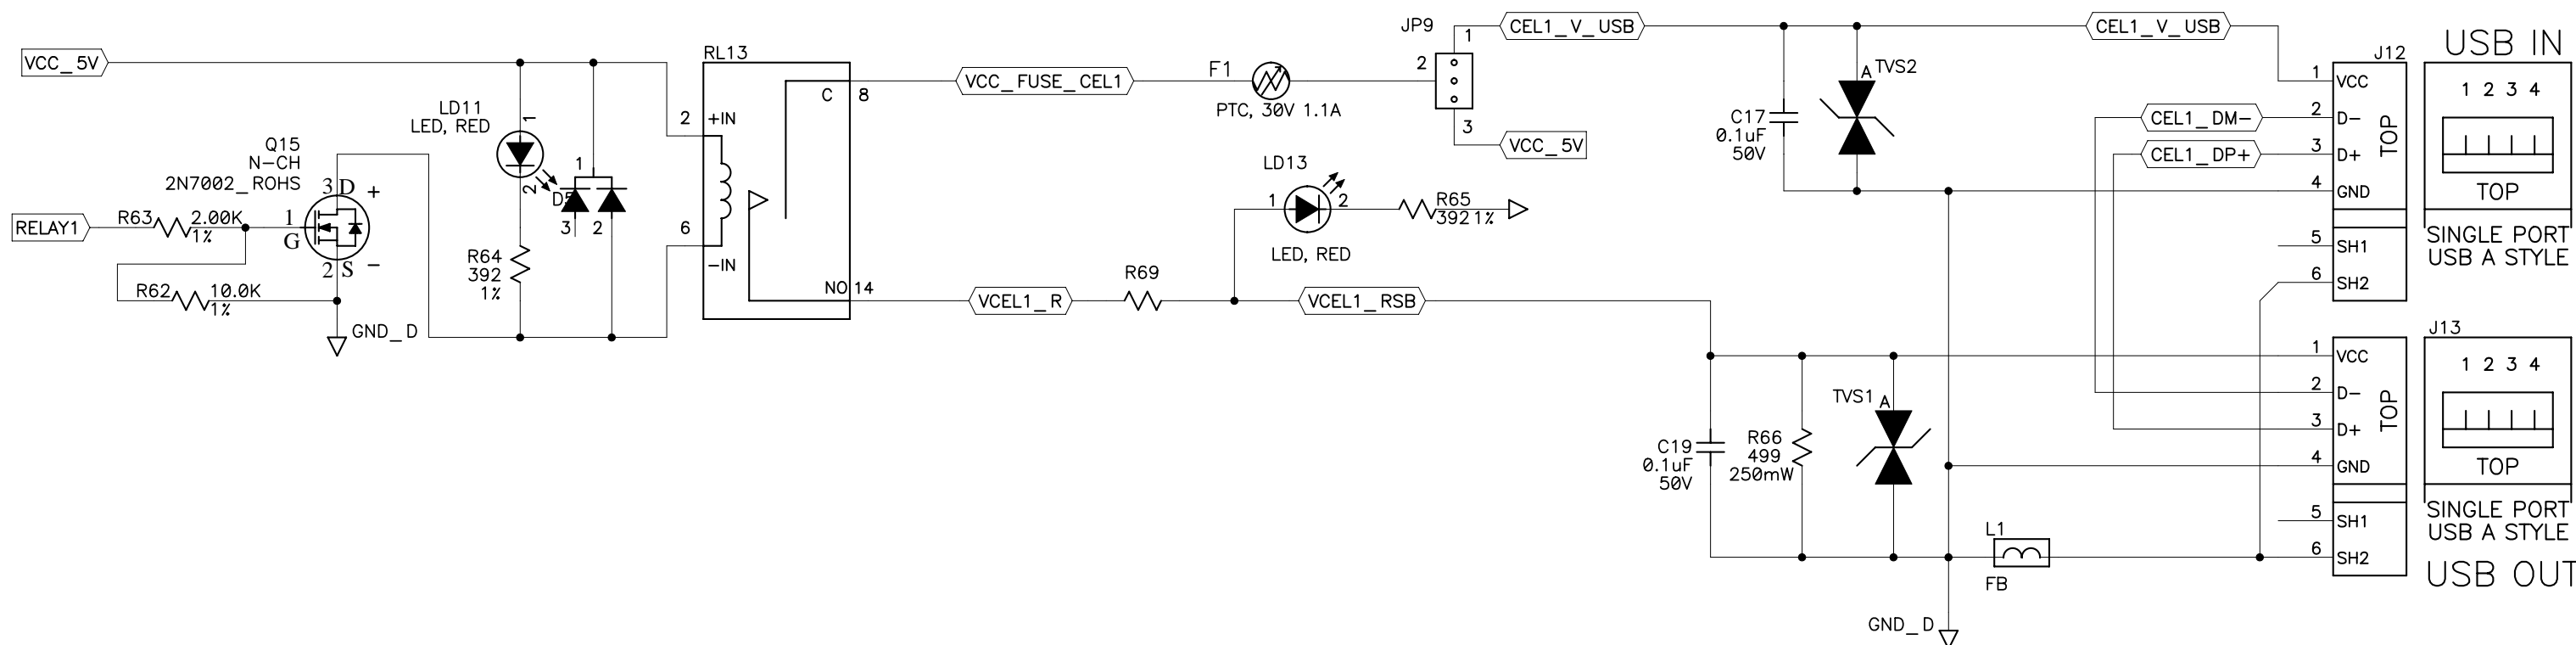 VCC_5V
RELAY1
R63
2.00K
1%
R62
10.0K
1%
Q15
N-CH
2N7002_ROHS
3
D
+
1
G
2
S
-
GND_D
LD11
LED, RED
1
2
R64
392
1%
1
3
2
RL13
2
+IN
6
-IN
C
8
NO
14
VCC_FUSE_CEL1
F1
PTC, 30V 1.1A
JP9
1
2
3
CEL1_V_USB
VCC_5V
LD13
1
2
LED, RED
R65
392 1%
VCEL1_R
R69
VCEL1_RSB
C17
0.1uF
50V
A
TVS2
CEL1_V_USB
CEL1_DM-
CEL1_DP+
J12
1
VCC
2
D-
3
D+
4
GND
5
SH1
6
SH2
TOP
USB IN
1 2 3 4
TOP
SINGLE PORT
USB A STYLE
C19
0.1uF
50V
R66
499
250mW
TVS1
A
L1
FB
GND_D
J13
1
VCC
2
D-
3
D+
4
GND
5
SH1
6
SH2
TOP
1 2 3 4
TOP
SINGLE PORT
USB A STYLE
USB OUT